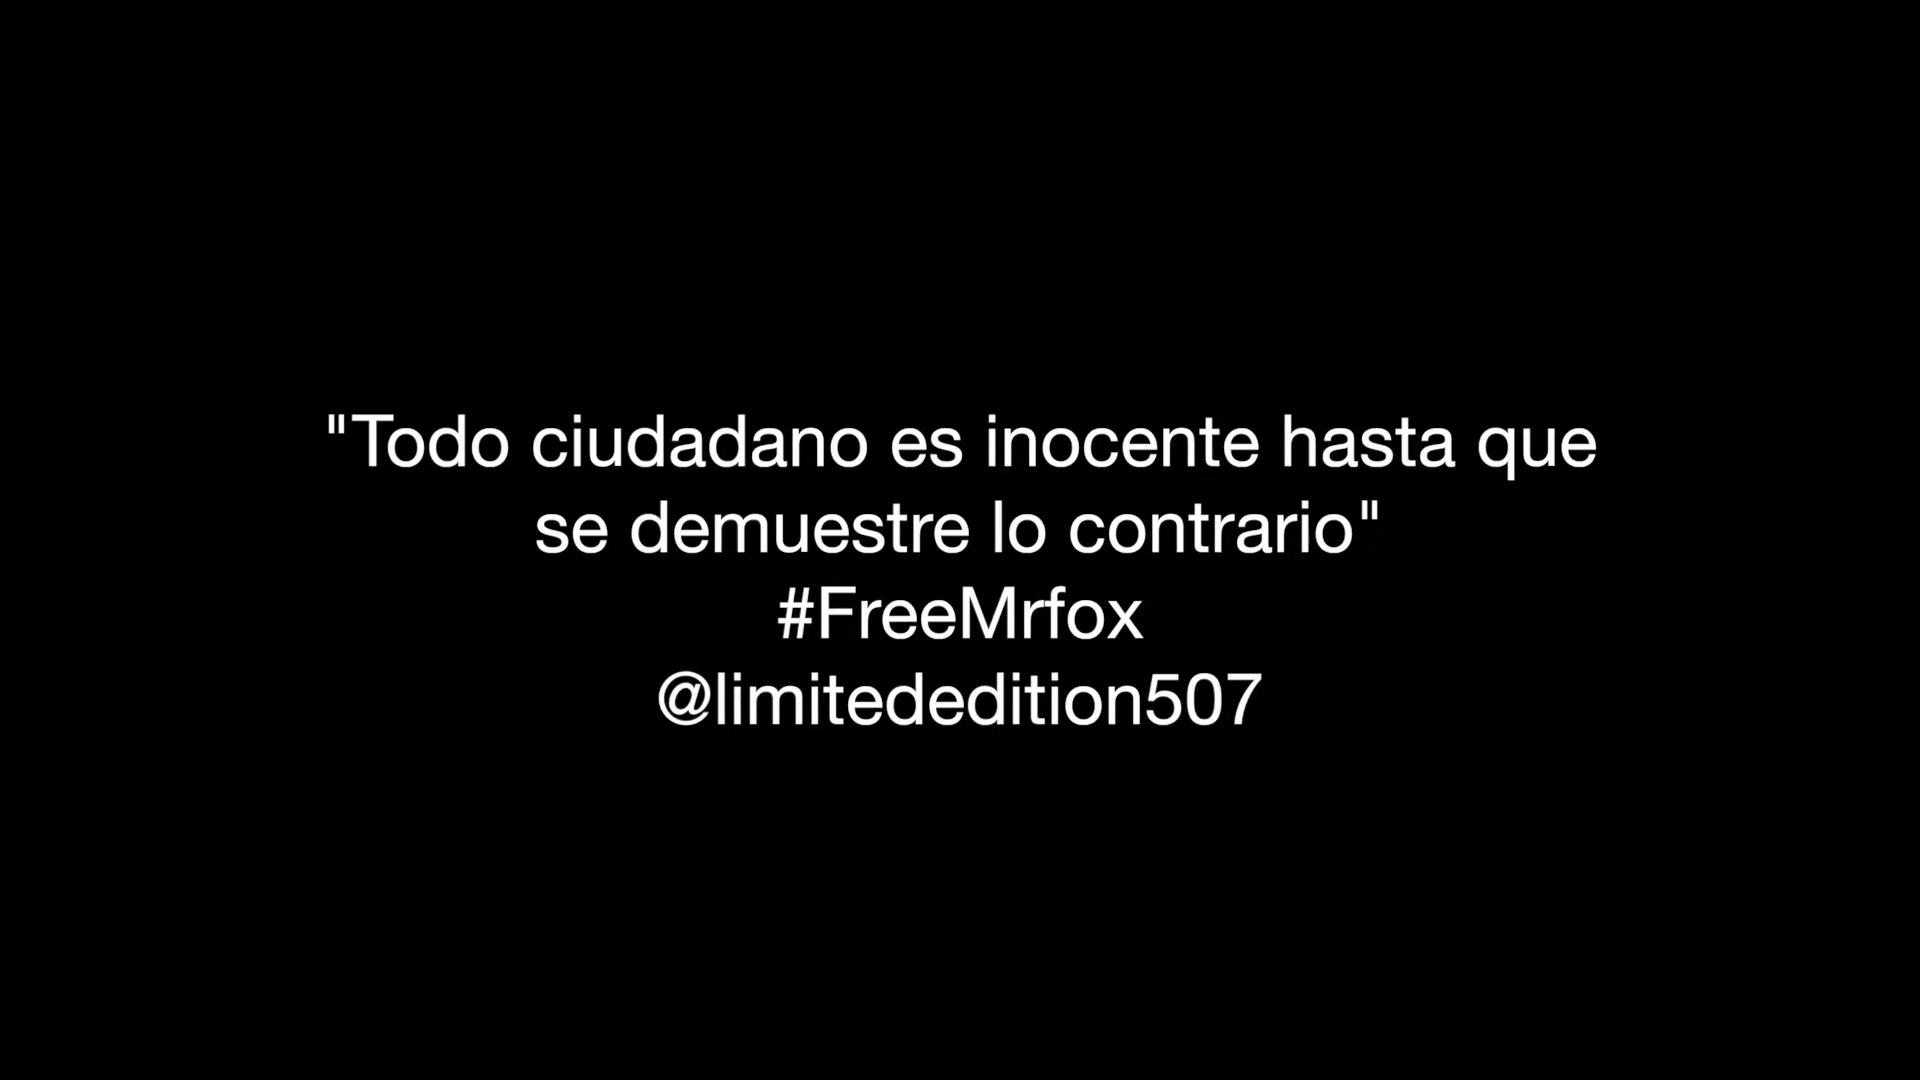 "Todo ciudadano es inocente hasta que
se demuestre lo contrario"
#FreeMrfox
@limitededition507